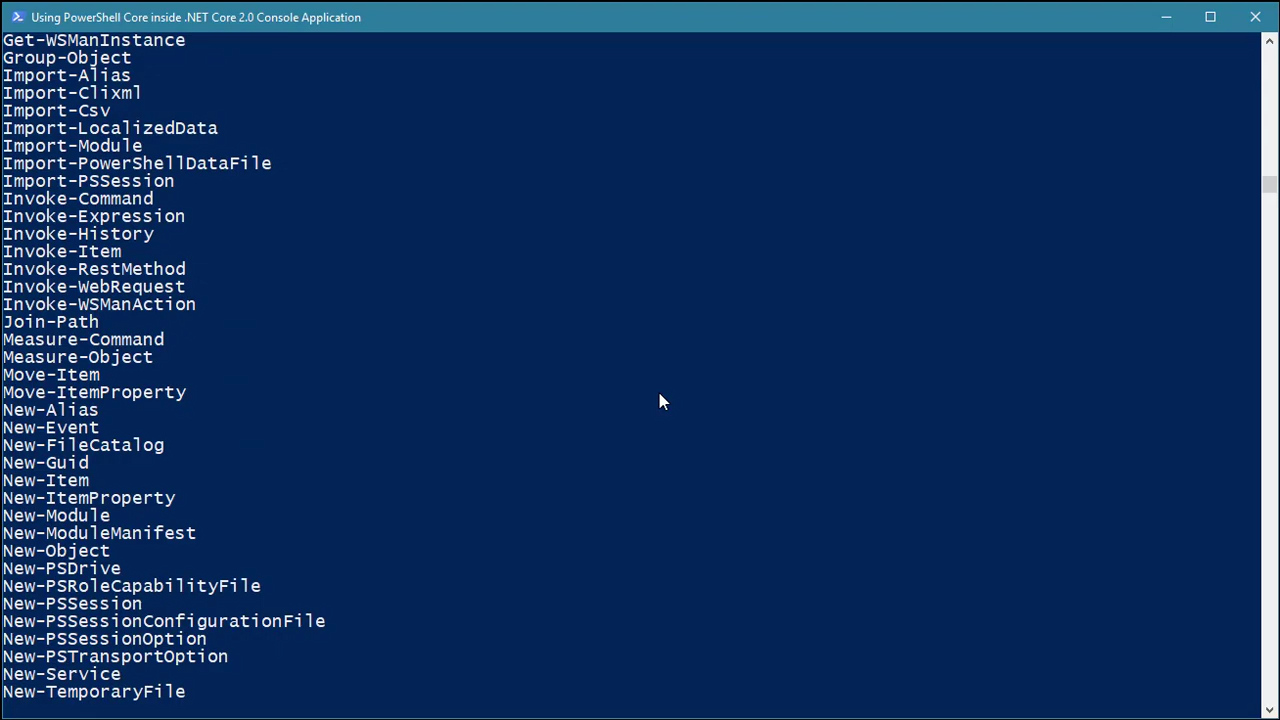 Using PowerShell Core inside .NET Core 2.0 Console Application
Get-WSManInstance
Group-Object
Import-Alias
Import-Clixml
Import-Csv
Import-LocalizedData
Import-Module
Import-PowerShellDataFile
Import-PSSession
Invoke-Command
Invoke-Expression
Invoke-History
Invoke-Item
Invoke-RestMethod
Invoke-WebRequest
Invoke-WSManAction
Join-Path
Measure-Command
Measure-Object
Move-Item
Move-ItemProperty
New-Alias
New-Event
New-FileCatalog
New-Guid
New-Item
New-ItemProperty
New-Module
New-ModuleManifest
New-Object
New-PSDrive
New-PSRoleCapabilityFile
New-PSSession
New-PSSessionConfigurationFile
New-PSSessionOption
New-PSTransportOption
New-Service
New-TemporaryFile